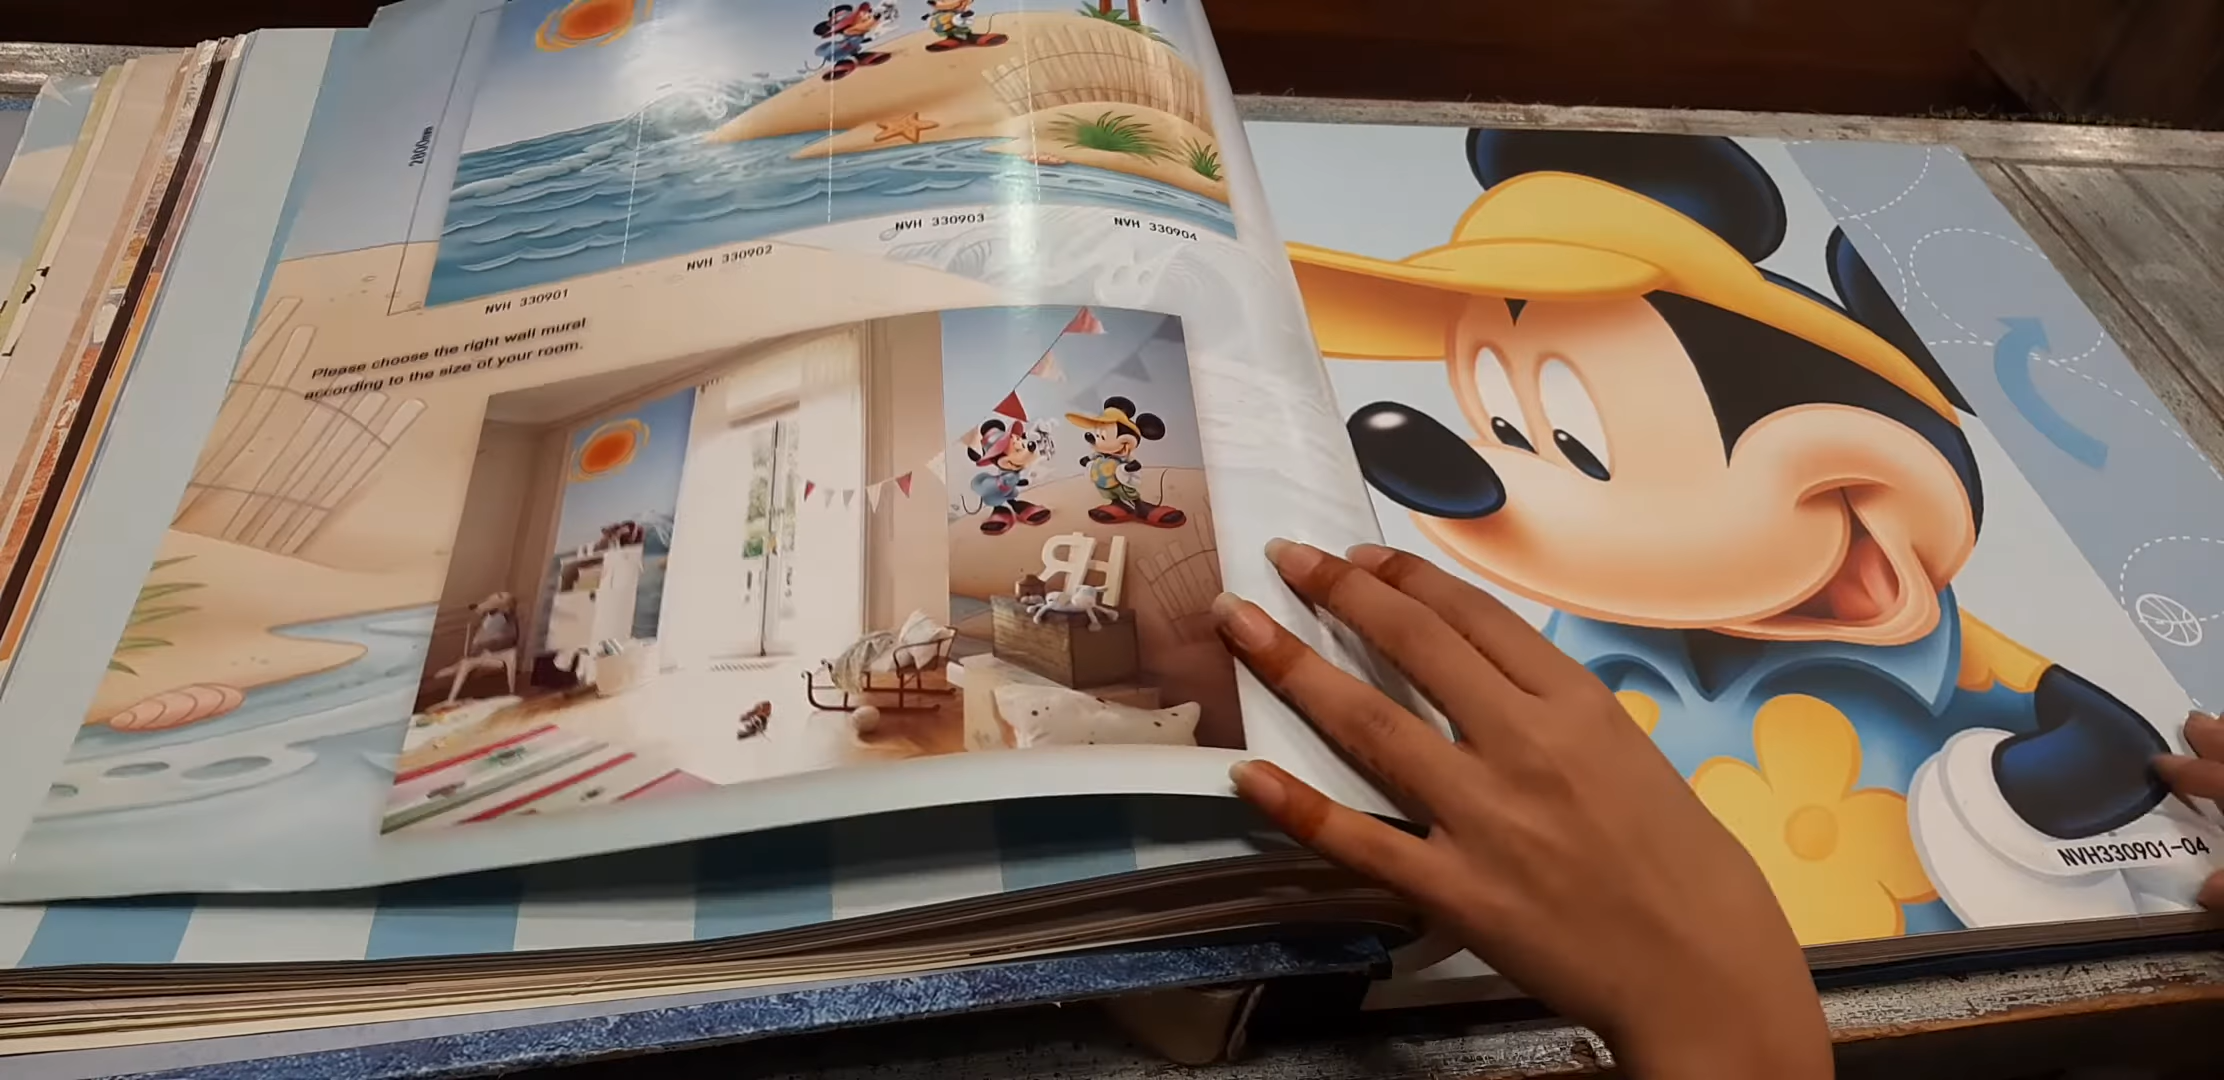 2800mm
NVH 330901
NVH 330902
NVH 330903
NVH 330904
Please choose the right wall mural
according to the size of your room.
NVH330901-04